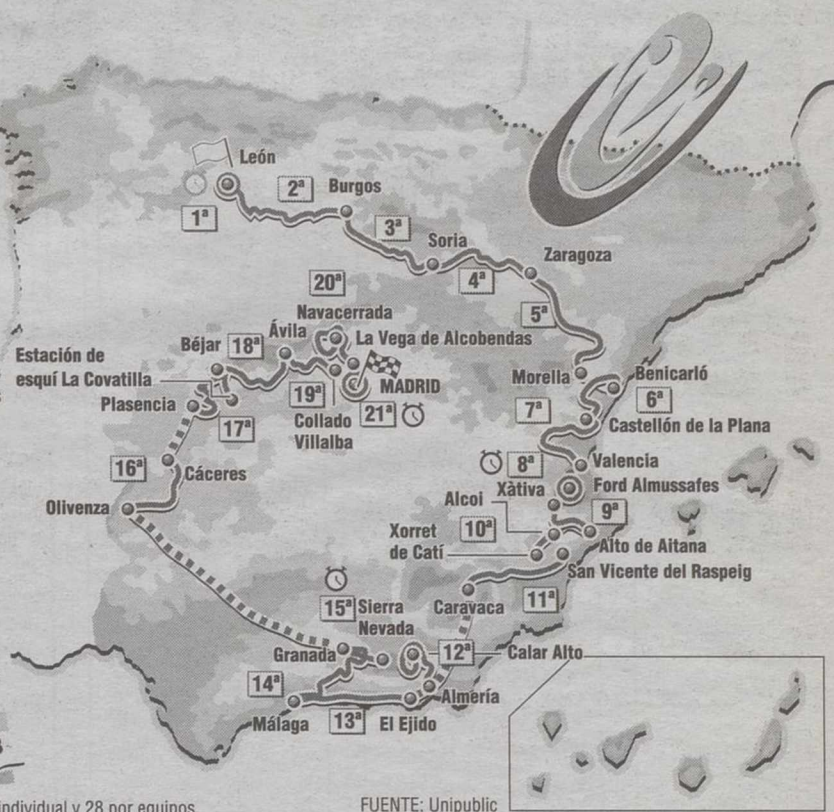 León
2ª
Burgos
1ª
3ª
Soria
4ª
Zaragoza
20ª
5ª
Navacerrada
Ávila
La Vega de Alcobendas
Béjar
18ª
Estación de
esquí La Covatilla
MADRID
Morella
Benicarló
Plasencia
19ª
21ª
6ª
17ª
Collado
Villalba
7ª
Castellón de la Plana
16ª
Cáceres
8ª
Valencia
Xàtiva
Ford Almussafes
Olivenza
Alcoi
9ª
Xorret
de Catí
10ª
Alto de Aitana
San Vicente del Raspeig
15ª
Sierra
Nevada
Caravaca
11ª
Granada
12ª
Calar Alto
14ª
Almería
Málaga
13ª
El Ejido
individual y 28 por equipos
FUENTE: Unipublic